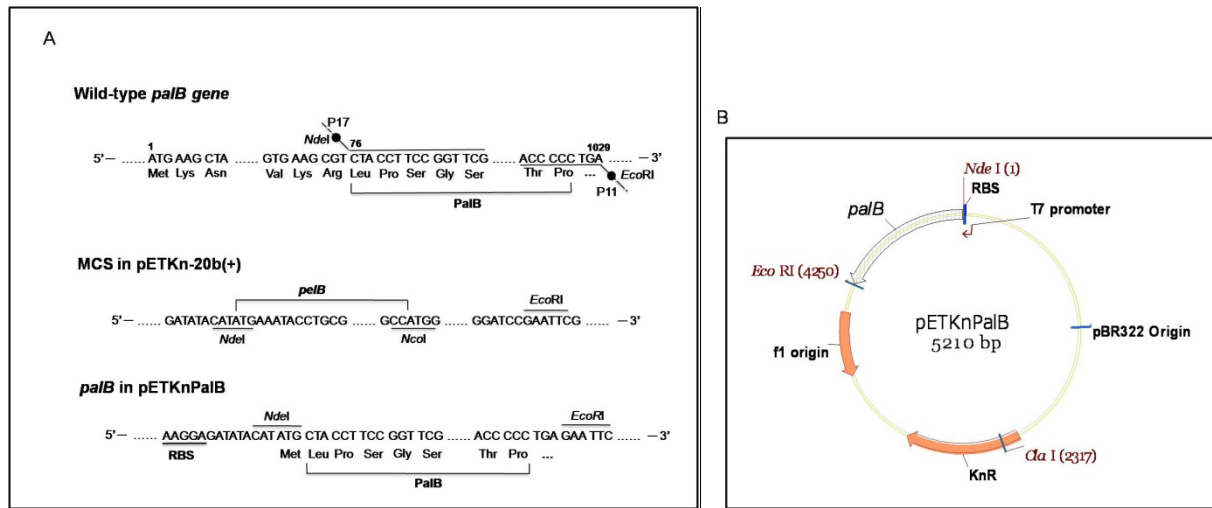 A
Wild-type palB gene
P17
NdeI
1 76 1029
5'— ...... ATG AAG CTA ...... GTG AAG CGT CTA CCT TCC GGT TCG ...... ACC CCC TGA ...... — 3'
Met Lys Asn Val Lys Arg Leu Pro Ser Gly Ser Thr Pro ... EcoRI
P11
PalB
MCS in pETKn-20b(+)
pelB
EcoRI
5'— ...... GATATACATATGAAATACCTGCG ...... GCCATGG ...... GGATCCGAATTCG ...... — 3'
NdeI NcoI
palB in pETKnPalB
NdeI EcoRI
5'— ...... AAGGAGATATACAT ATG CTA CCT TCC GGT TCG ...... ACC CCC TGA GAATTC ...... — 3'
RBS Met Leu Pro Ser Gly Ser Thr Pro ...
PalB
B
Nde I (1)
RBS
T7 promoter
palB
Eco RI (4250)
pETKnPalB
5210 bp
pBR322 Origin
f1 origin
Cla I (2317)
KnR